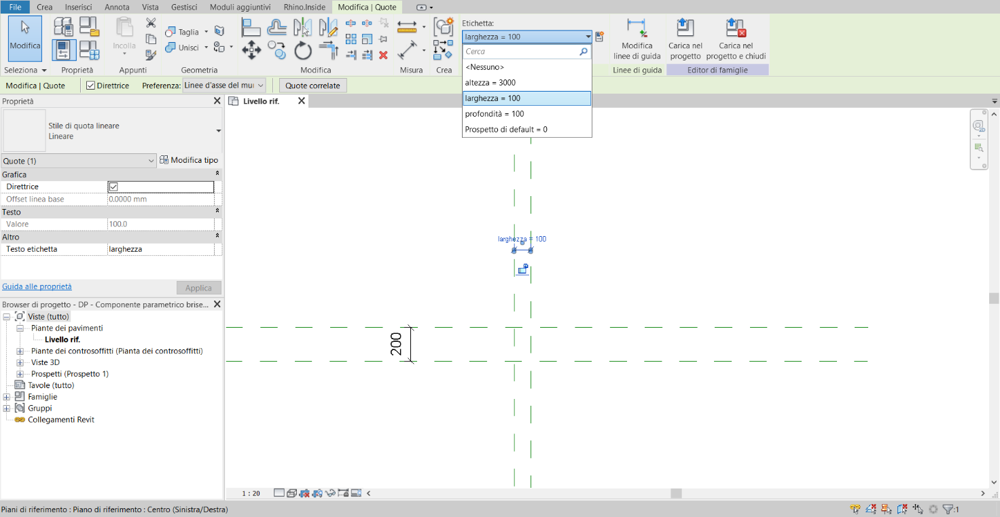 File Crea Inserisci Annota Vista Gestisci Moduli aggiuntivi Rhino.Inside Modifica | Quote
Modifica
Incolla
Taglia
Unisci
Etichetta:
larghezza = 100
Cerca
<Nessuno>
altezza = 3000
larghezza = 100
profondità = 100
Prospetto di default = 0
Modifica
linee di guida
Carica nel
progetto
Carica nel
progetto e chiudi
Seleziona Proprietà Appunti Geometria Modifica Misura Crea Linee di guida Editor di famiglie
Modifica | Quote Direttrice Preferenza: Linee d'asse del mui Quote correlate
Proprietà
Livello rif.
Stile di quota lineare
Lineare
Quote (1) Modifica tipo
Grafica
Direttrice
Offset linea base 0.0000 mm
Testo
Valore 100.0
Altro
Testo etichetta larghezza
Guida alle proprietà Applica
Browser di progetto - DP - Componente parametrico brise...
Viste (tutto)
Piante dei pavimenti
Livello rif.
Piante dei controsoffitti (Pianta dei controsoffitti)
Viste 3D
Prospetti (Prospetto 1)
Tavole (tutto)
Famiglie
Gruppi
Collegamenti Revit
larghezza = 100
200
2D
1 : 20
Piani di riferimento : Piano di riferimento : Centro (Sinistra/Destra)
:1